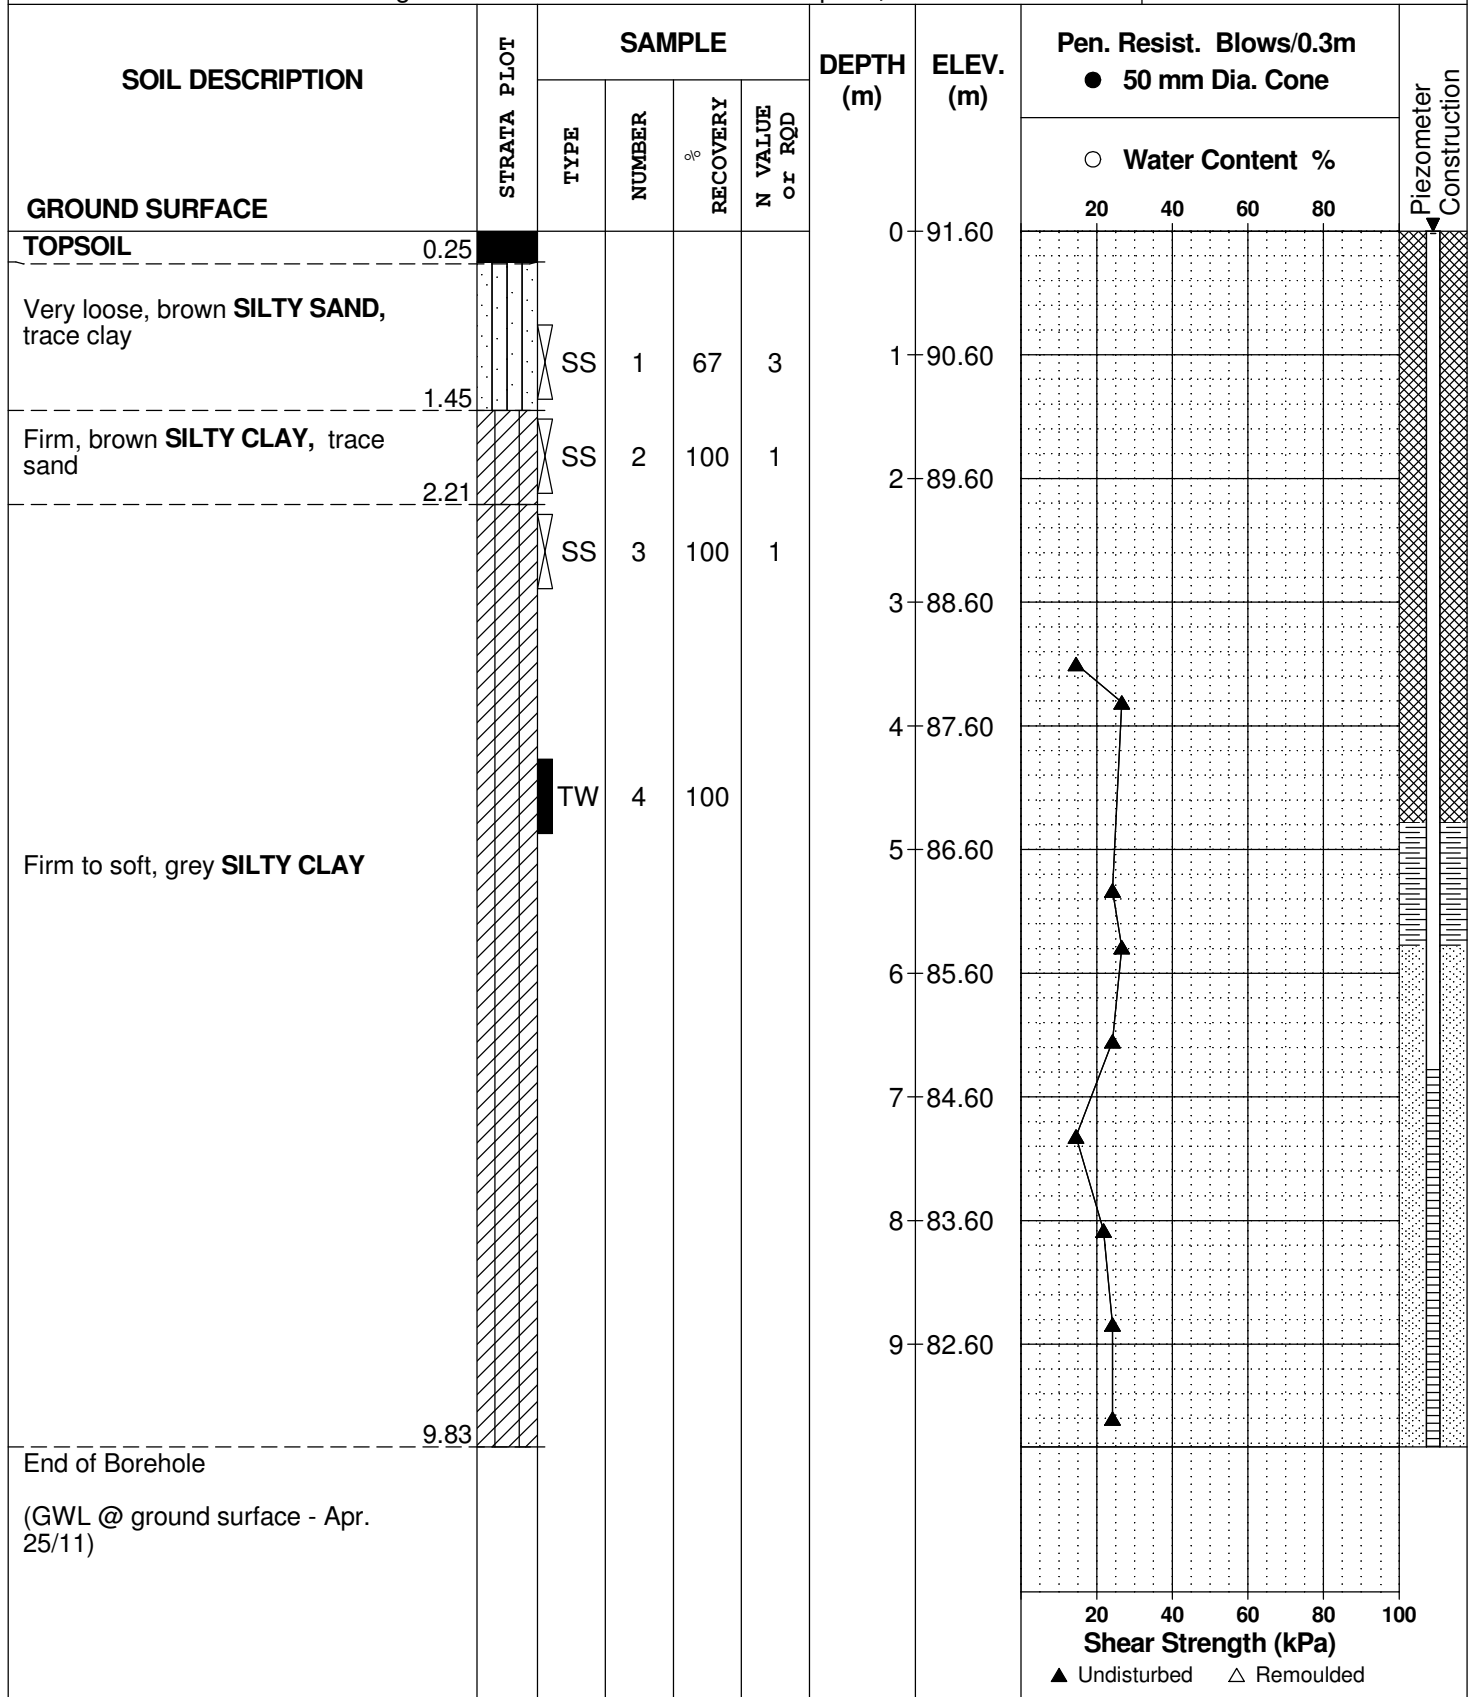 SOIL DESCRIPTION
GROUND SURFACE
STRATA PLOT
SAMPLE
TYPE
NUMBER
% RECOVERY
N VALUE or RQD
DEPTH (m)
ELEV. (m)
Pen. Resist. Blows/0.3m
● 50 mm Dia. Cone
○ Water Content %
20 40 60 80
Piezometer Construction
TOPSOIL 0.25
0 91.60
Very loose, brown SILTY SAND,
trace clay
SS 1 67 3
1 90.60
1.45
Firm, brown SILTY CLAY, trace
sand
SS 2 100 1
2 89.60
2.21
SS 3 100 1
3 88.60
4 87.60
TW 4 100
5 86.60
Firm to soft, grey SILTY CLAY
6 85.60
7 84.60
8 83.60
9 82.60
9.83
End of Borehole
(GWL @ ground surface - Apr.
25/11)
20 40 60 80 100
Shear Strength (kPa)
▲ Undisturbed △ Remoulded